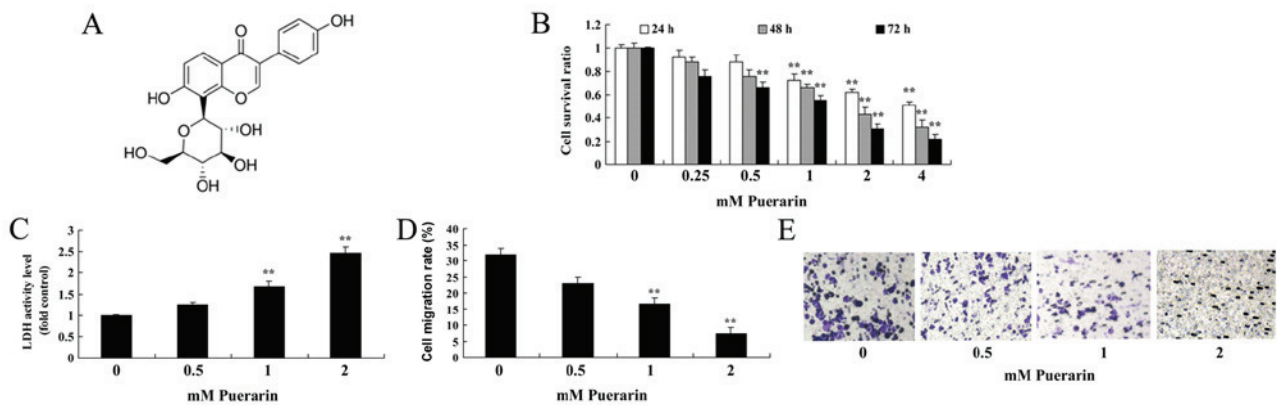 A
OH
O
HO
O
O
OH
HO
OH
OH
B
24 h
48 h
72 h
Cell survival ratio
1.2
1
0.8
0.6
0.4
0.2
0
**
** **
**
**
**
**
**
**
**
0
0.25
0.5
1
2
4
mM Puerarin
C
LDH activity level
(fold control)
3
2.5
2
1.5
1
0.5
0
**
**
0
0.5
1
2
mM Puerarin
D
Cell migration rate (%)
40
35
30
25
20
15
10
5
0
**
**
0
0.5
1
2
mM Puerarin
E
0
0.5
1
2
mM Puerarin